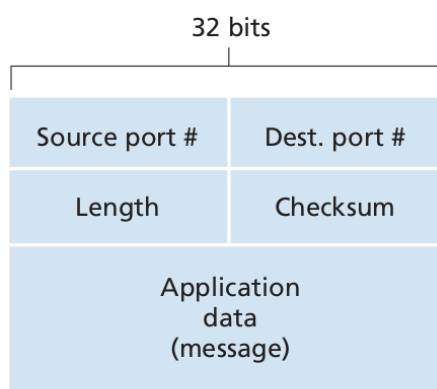 32 bits
Source port #
Dest. port #
Length
Checksum
Application
data
(message)